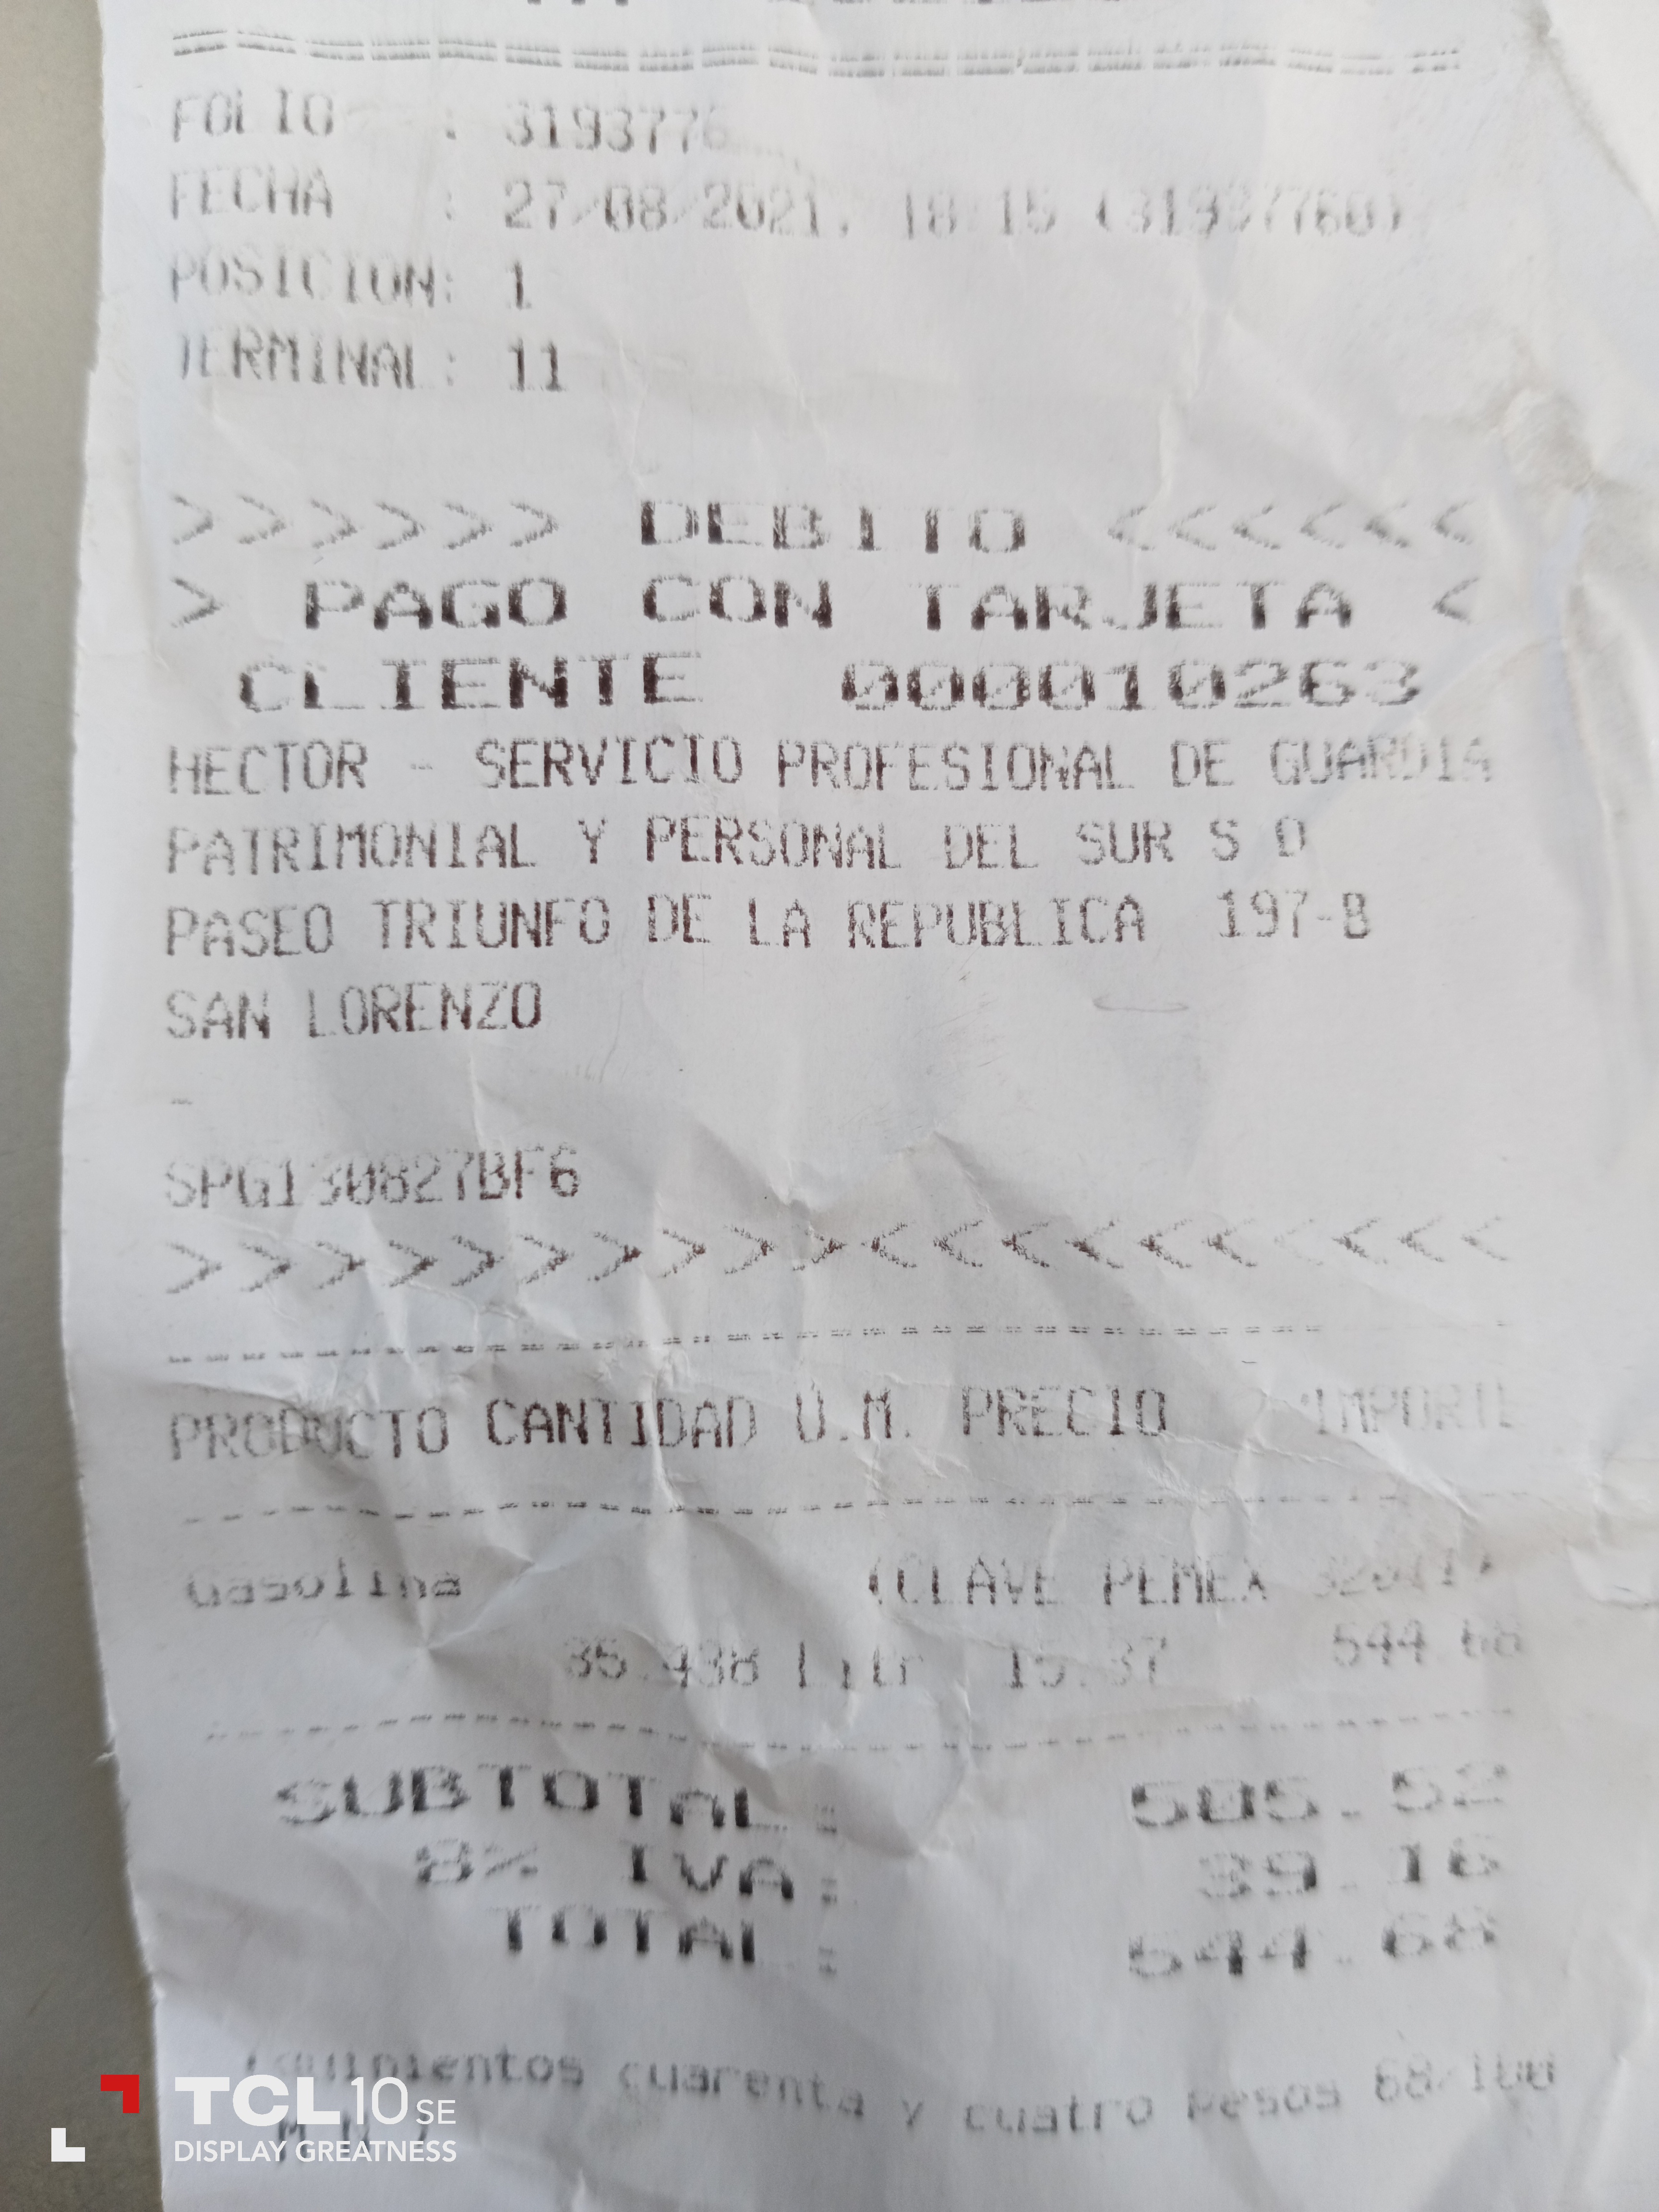 FOLIO : 3193776
FECHA : 27/08/2021, 18:15 (31937760)
POSICION: 1
TERMINAL: 11
>>>>>> DEBITO <<<<<<
> PAGO CON TARJETA <
CLIENTE 000010263
HECTOR - SERVICIO PROFESIONAL DE GUARDIA
PATRIMONIAL Y PERSONAL DEL SUR S D
PASEO TRIUNFO DE LA REPUBLICA 197-B
SAN LORENZO
-
SPG130827BF6
>>>>>>>>>><<<<<<<<<<
PRODUCTO CANTIDAD U.M. PRECIO IMPORTE
Gasolina (CLAVE PEMEX
35.438 Litr 15.37 544.68
SUBTOTAL: 505.52
8% IVA: 39.16
TOTAL: 544.68
(Quinientos cuarenta y cuatro Pesos 68/100
M.N.)
TCL 10 SE
DISPLAY GREATNESS